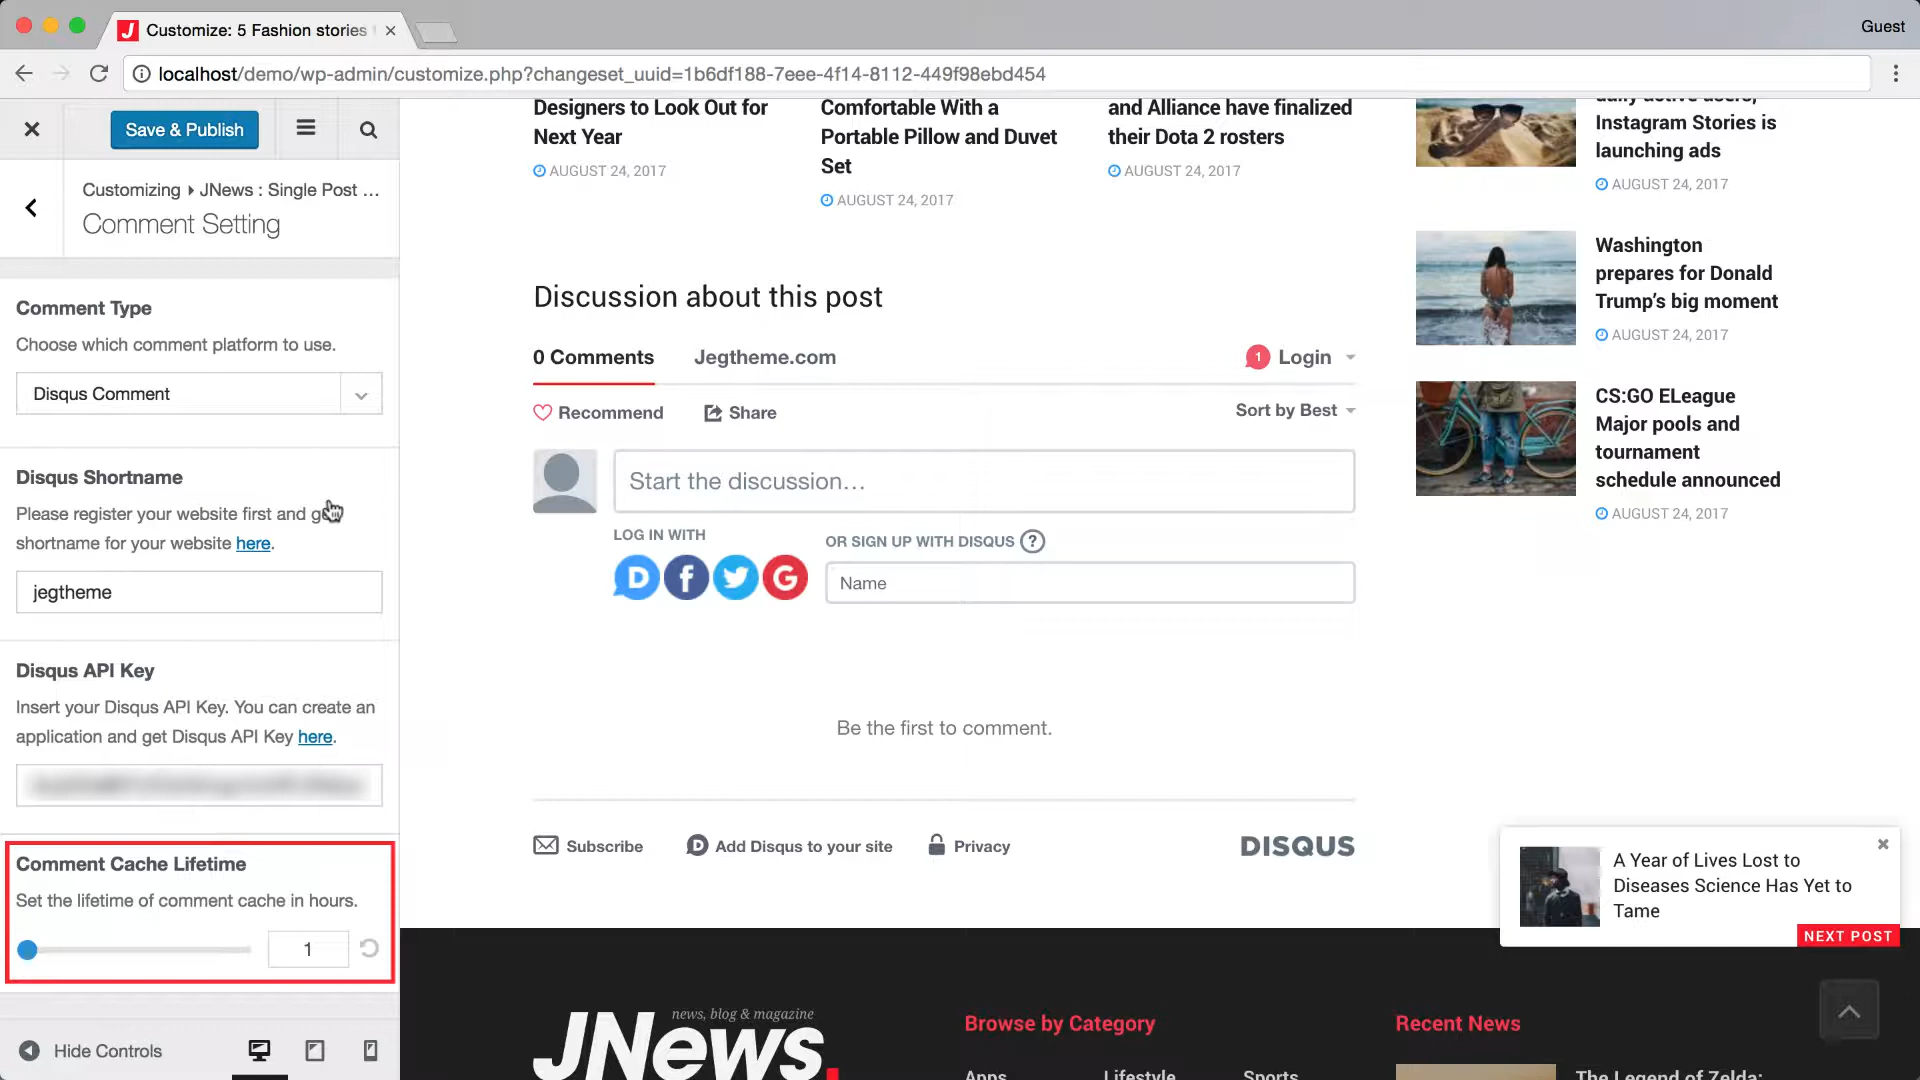 Customize: 5 Fashion stories
Guest
localhost/demo/wp-admin/customize.php?changeset_uuid=1b6df188-7eee-4f14-8112-449f98ebd454
Save & Publish
Customizing ▸ JNews : Single Post ...
Comment Setting
Comment Type
Choose which comment platform to use.
Disqus Comment
Disqus Shortname
Please register your website first and g
shortname for your website here.
jegtheme
Disqus API Key
Insert your Disqus API Key. You can create an
application and get Disqus API Key here.
Comment Cache Lifetime
Set the lifetime of comment cache in hours.
1
Hide Controls
Designers to Look Out for
Next Year
AUGUST 24, 2017
Comfortable With a
Portable Pillow and Duvet
Set
AUGUST 24, 2017
and Alliance have finalized
their Dota 2 rosters
AUGUST 24, 2017
Discussion about this post
0 Comments
Jegtheme.com
1
Login
Recommend
Share
Sort by Best
Start the discussion...
LOG IN WITH
OR SIGN UP WITH DISQUS ?
Name
Be the first to comment.
Subscribe
Add Disqus to your site
Privacy
DISQUS
daily active users,
Instagram Stories is
launching ads
AUGUST 24, 2017
Washington
prepares for Donald
Trump's big moment
AUGUST 24, 2017
CS:GO ELeague
Major pools and
tournament
schedule announced
AUGUST 24, 2017
A Year of Lives Lost to
Diseases Science Has Yet to
Tame
NEXT POST
news, blog & magazine
JNews.
Browse by Category
Apps
Lifestyle
Sports
Recent News
The Legend of Zelda: